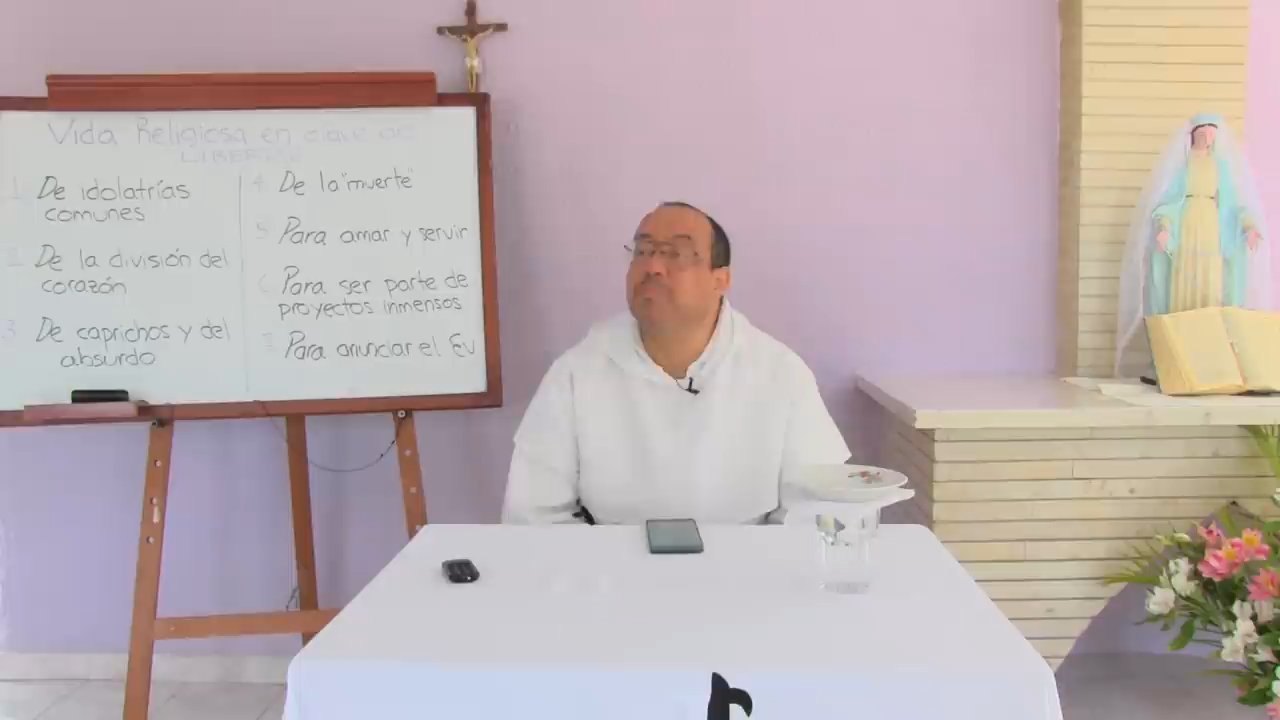 Vida Religiosa en clave de
LIBERTAD
1. De idolatrías
comunes
2. De la división del
corazón
3. De caprichos y del
absurdo
4. De la "muerte"
5. Para amar y servir
6. Para ser parte de
proyectos inmensos
7. Para anunciar el Ev